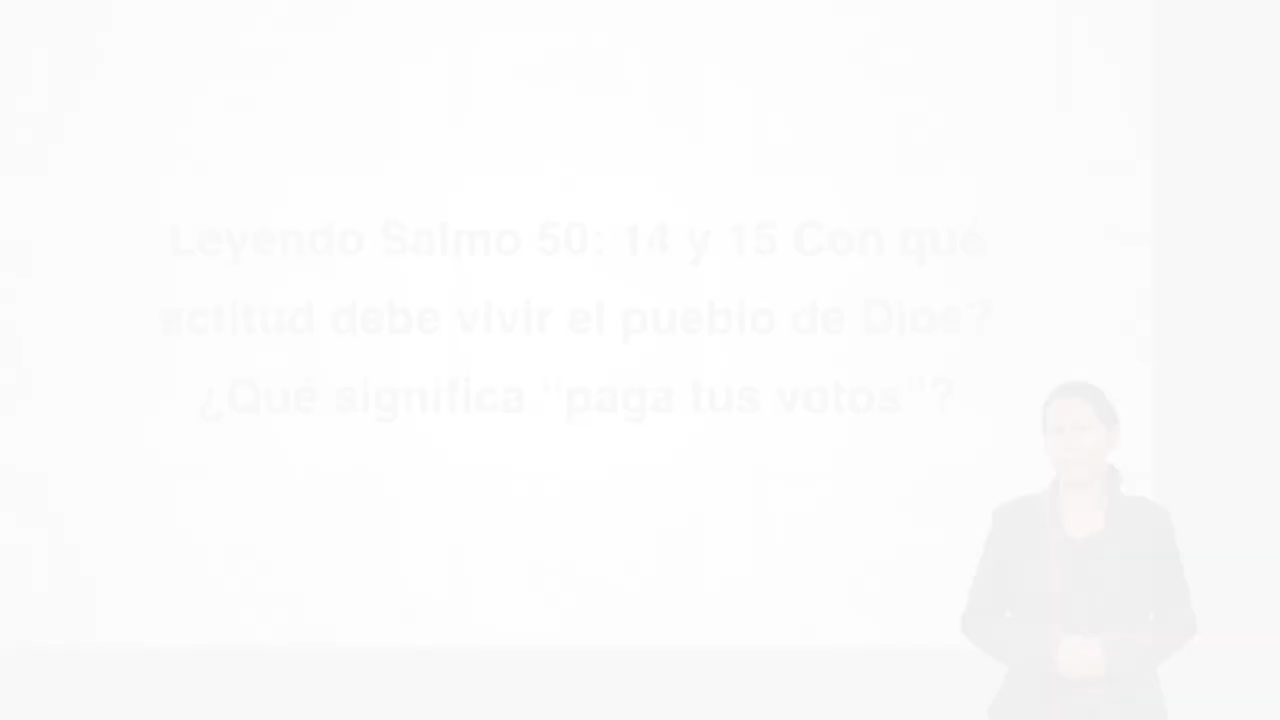 Leyendo Salmo 50: 14 y 15 Con qué
actitud debe vivir el pueblo de Dios?
¿Qué significa “paga tus votos”?